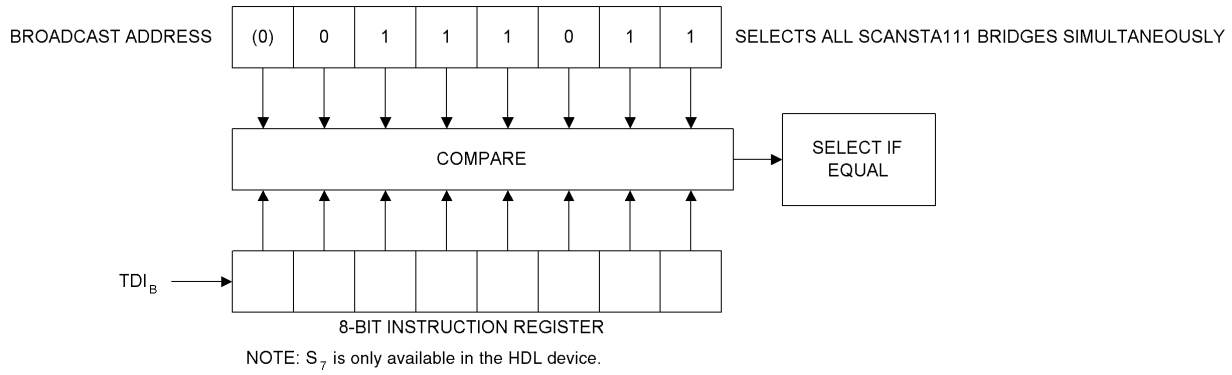 BROADCAST ADDRESS (0) 0 1 1 1 0 1 1 SELECTS ALL SCANSTA111 BRIDGES SIMULTANEOUSLY
COMPARE
SELECT IF
EQUAL
TDIB
8-BIT INSTRUCTION REGISTER
NOTE: S7 is only available in the HDL device.